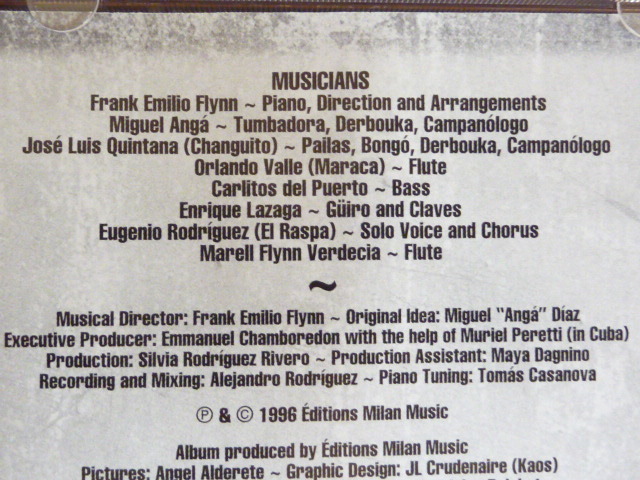 MUSICIANS
Frank Emilio Flynn ~ Piano, Direction and Arrangements
Miguel Angá ~ Tumbadora, Derbouka, Campanólogo
José Luis Quintana (Changuito) ~ Pailas, Bongó, Derbouka, Campanólogo
Orlando Valle (Maraca) ~ Flute
Carlitos del Puerto ~ Bass
Enrique Lazaga ~ Güiro and Claves
Eugenio Rodríguez (El Raspa) ~ Solo Voice and Chorus
Marell Flynn Verdecia ~ Flute
~
Musical Director: Frank Emilio Flynn ~ Original Idea: Miguel "Angá" Díaz
Executive Producer: Emmanuel Chamboredon with the help of Muriel Peretti (in Cuba)
Production: Silvia Rodríguez Rivero ~ Production Assistant: Maya Dagnino
Recording and Mixing: Alejandro Rodríguez ~ Piano Tuning: Tomás Casanova
℗ & © 1996 Éditions Milan Music
Album produced by Éditions Milan Music
Pictures: Angel Alderete ~ Graphic Design: JL Crudenaire (Kaos)